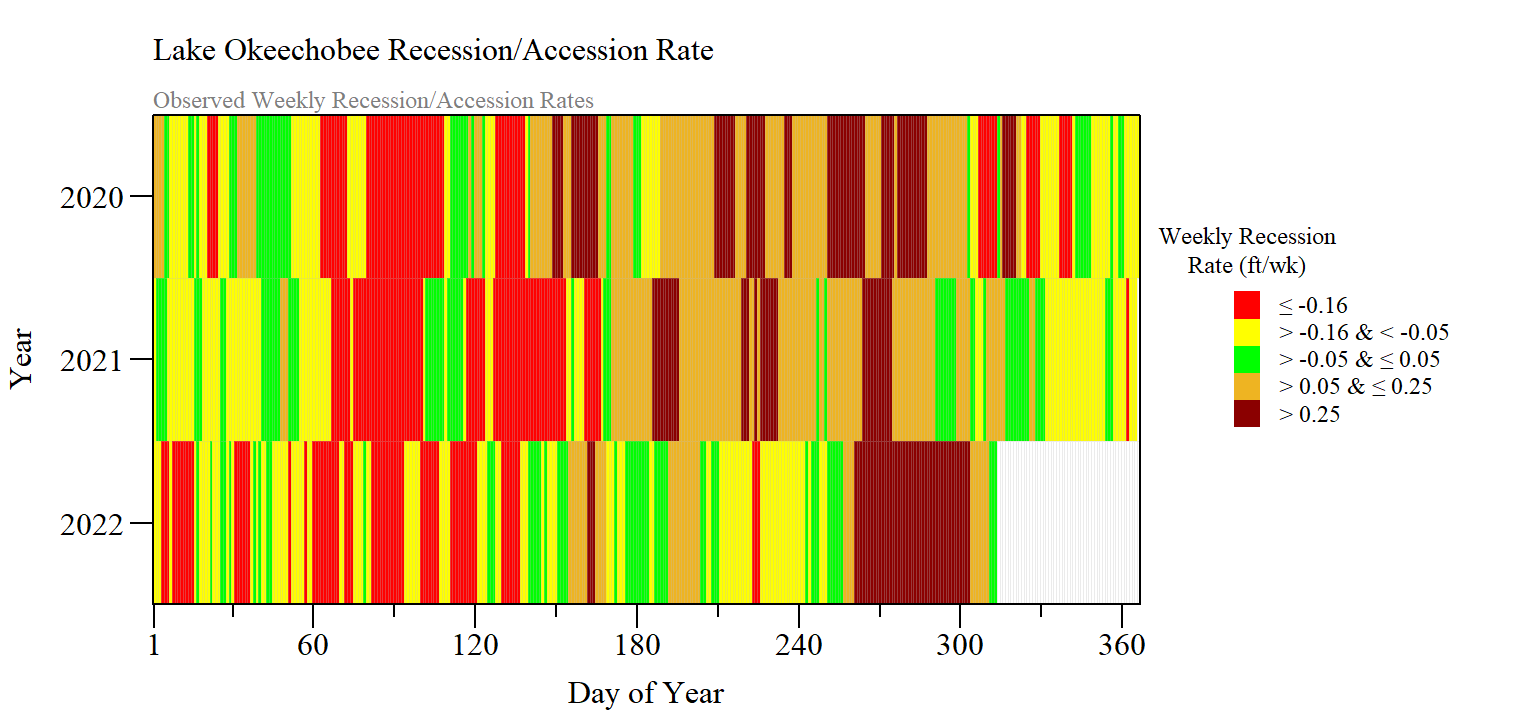 Lake Okeechobee Recession/Accession Rate
Observed Weekly Recession/Accession Rates
Year
2020
2021
2022
1 60 120 180 240 300 360
Day of Year
Weekly Recession
Rate (ft/wk)
≤ -0.16
> -0.16 & < -0.05
> -0.05 & ≤ 0.05
> 0.05 & ≤ 0.25
> 0.25